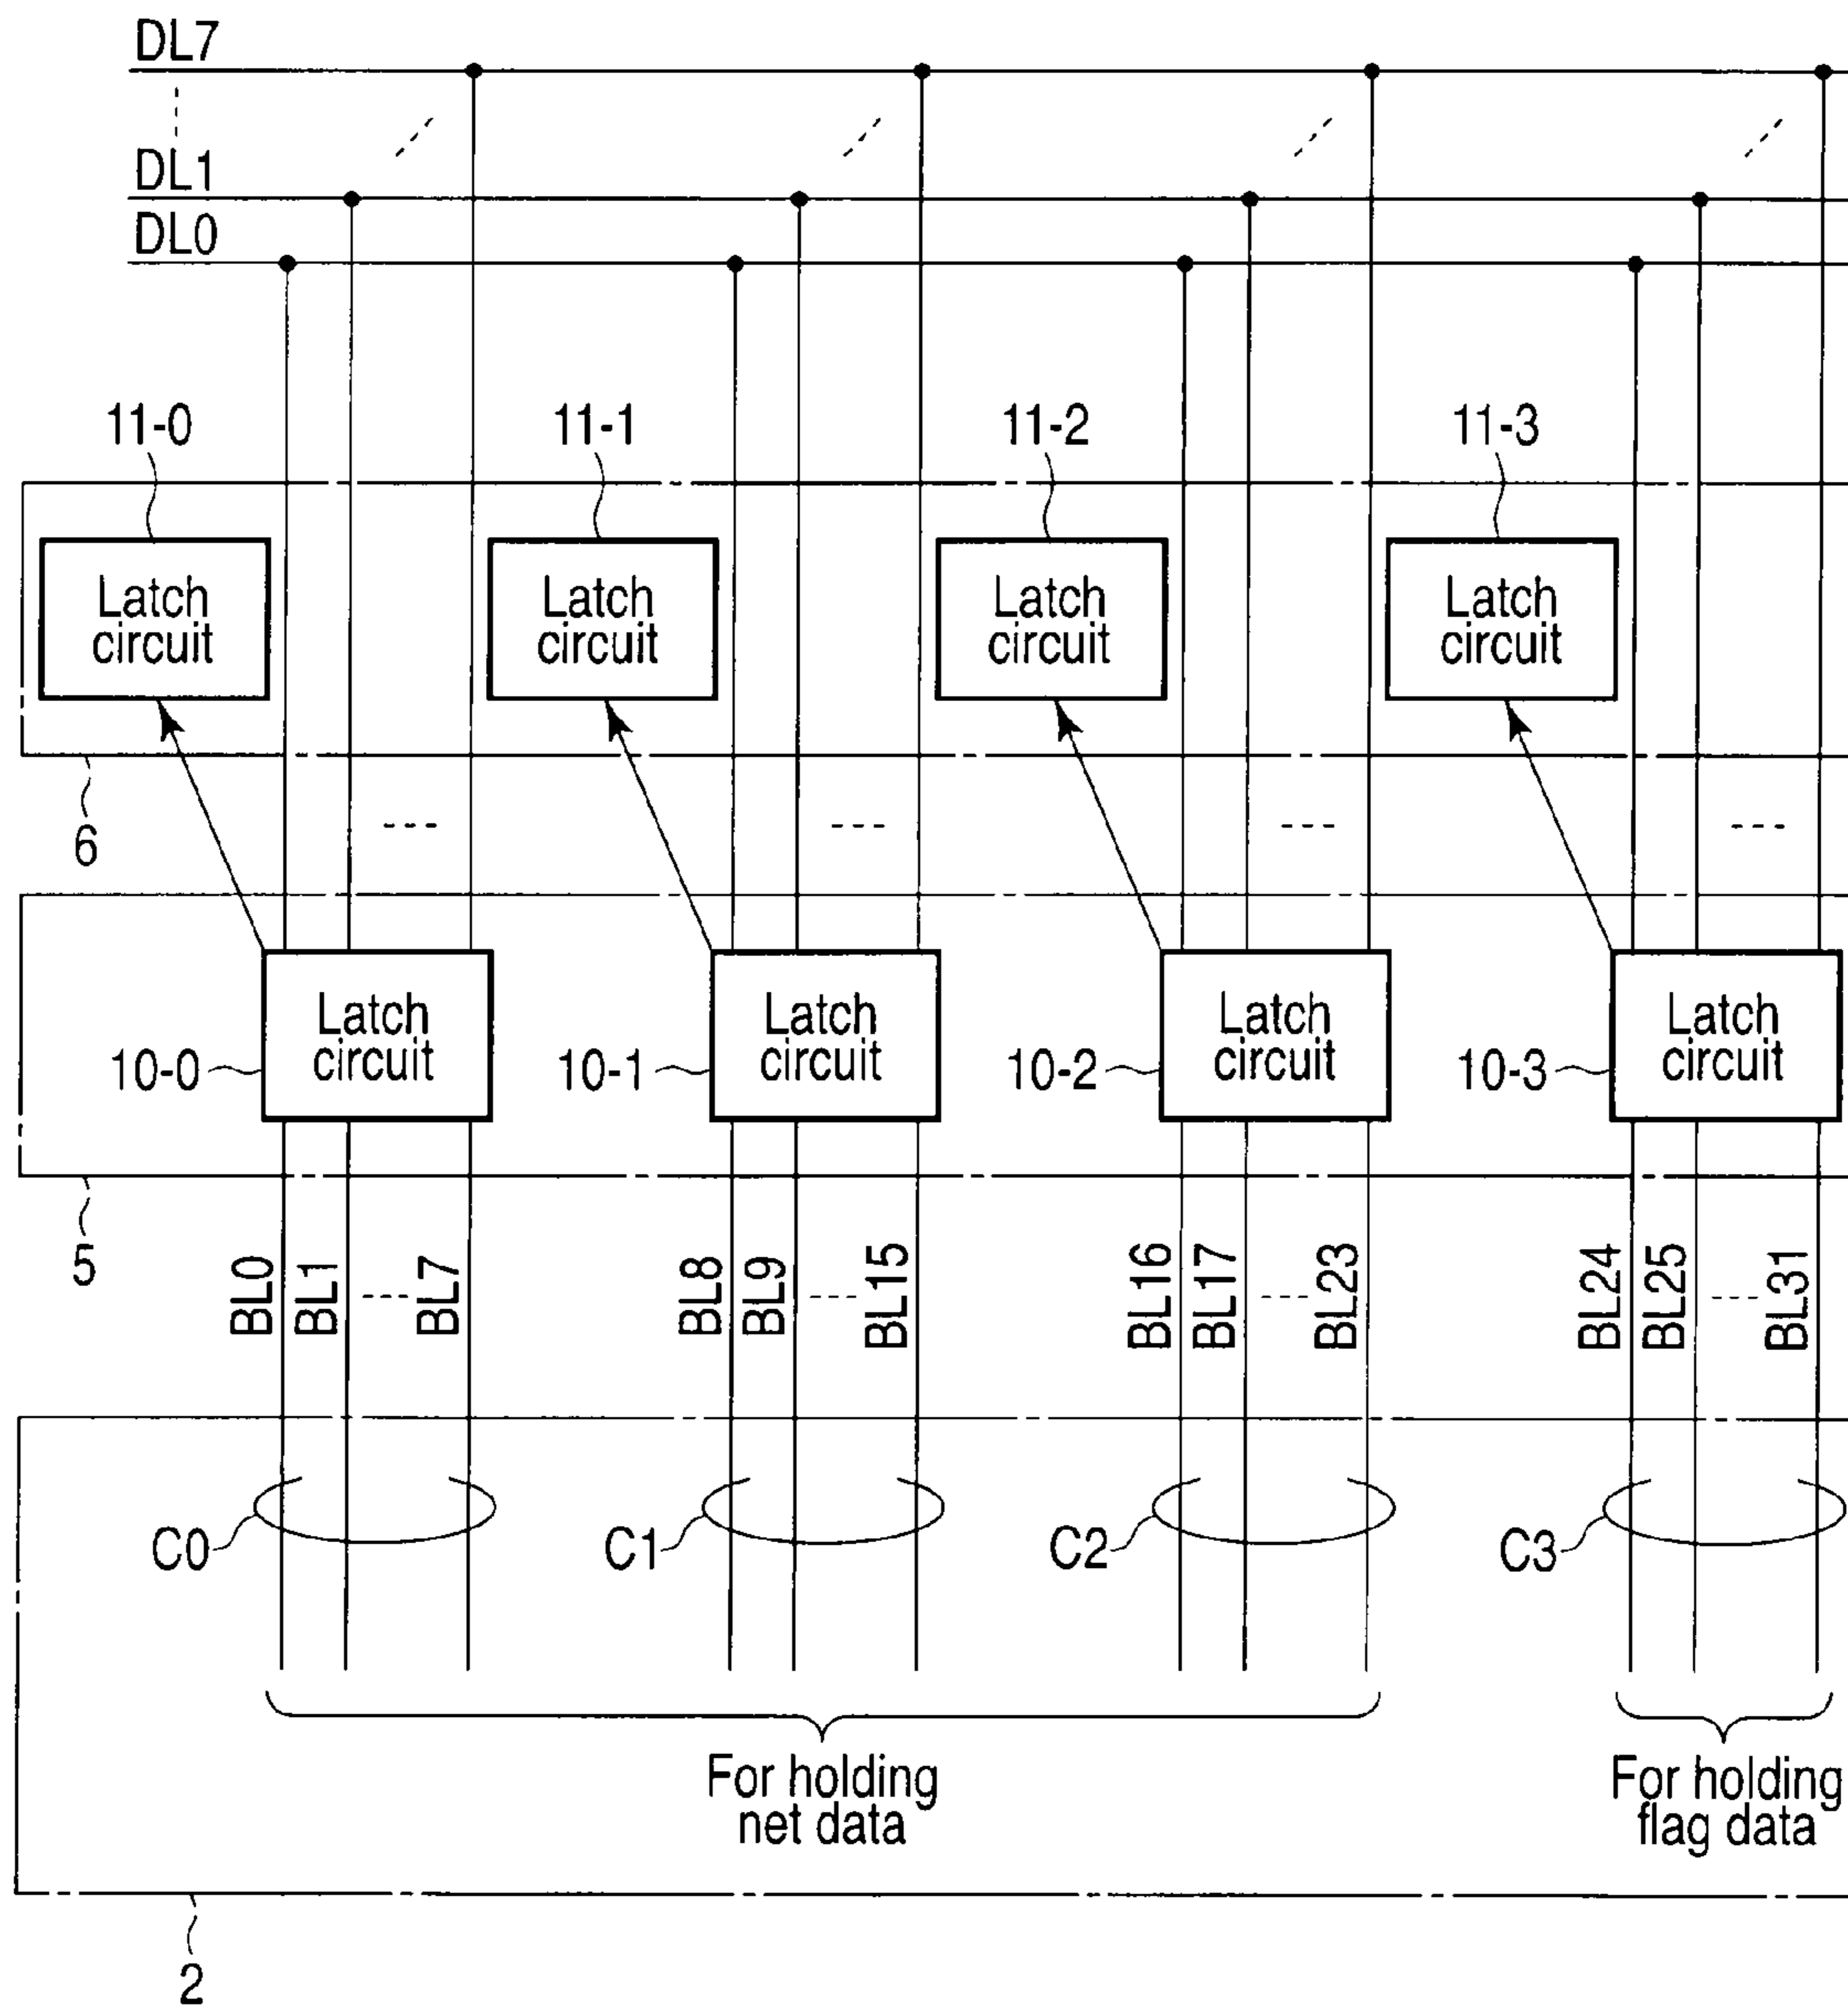 DL7
DL1
DL0
11-0 11-1 11-2 11-3
Latch circuit
Latch circuit
Latch circuit
Latch circuit
6
10-0
Latch circuit
10-1
Latch circuit
10-2
Latch circuit
10-3
Latch circuit
5
BL0 BL1 BL7 BL8 BL9 BL15 BL16 BL17 BL23 BL24 BL25 BL31
C0 C1 C2 C3
For holding
net data
For holding
flag data
2